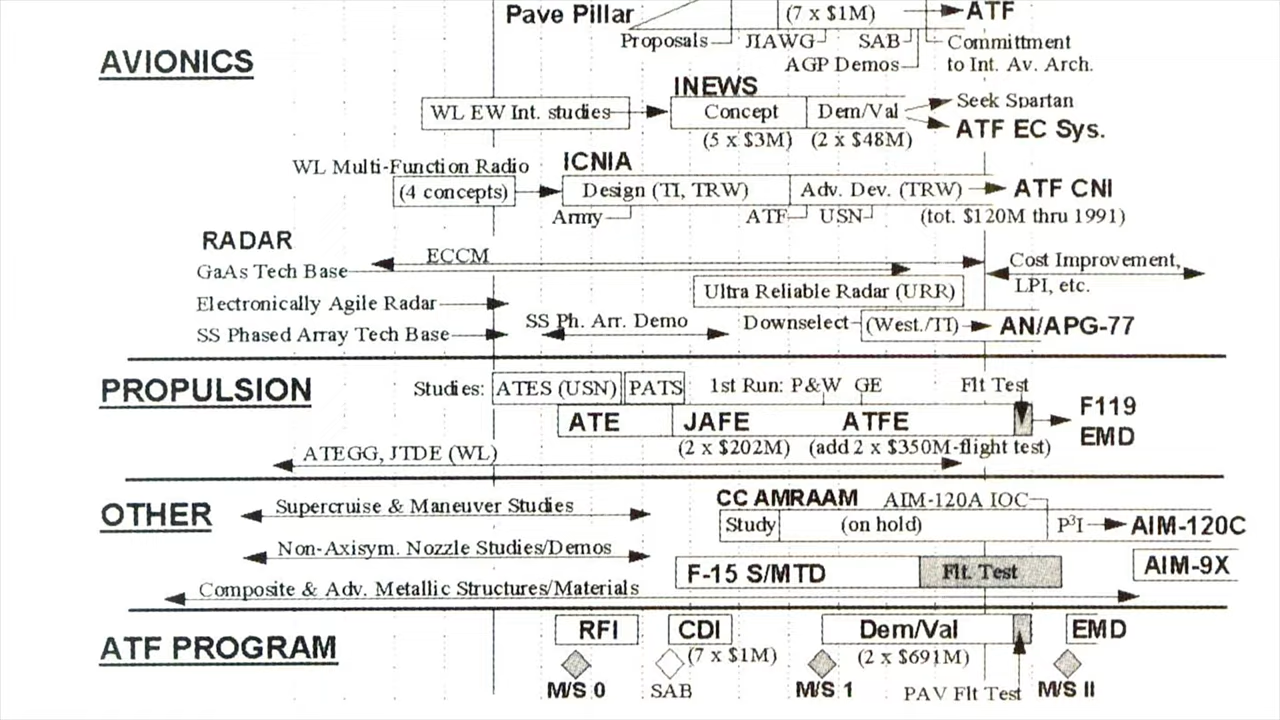 Pave Pillar
(7 x $1M)
ATF
Proposals
JIAWG
SAB
Committment
AGP Demos
to Int. Av. Arch.
AVIONICS
INEWS
WL EW Int. studies
Concept
Dem/Val
Seek Spartan
ATF EC Sys.
(5 x $3M)
(2 x $48M)
WL Multi-Function Radio
ICNIA
(4 concepts)
Design (TI, TRW)
Adv. Dev. (TRW)
ATF CNI
Army
ATF
USN
(tot. $120M thru 1991)
RADAR
ECCM
GaAs Tech Base
Cost Improvement,
LPI, etc.
Ultra Reliable Radar (URR)
Electronically Agile Radar
SS Phased Array Tech Base
SS Ph. Arr. Demo
Downselect
(West./TI)
AN/APG-77
PROPULSION
Studies:
ATES (USN)
PATS
1st Run: P&W GE
Flt Test
ATE
JAFE
ATFE
F119
EMD
(2 x $202M)
(add 2 x $350M-flight test)
ATEGG, JTDE (WL)
OTHER
Supercruise & Maneuver Studies
CC AMRAAM
AIM-120A IOC
Study
(on hold)
P³I
AIM-120C
Non-Axisym. Nozzle Studies/Demos
F-15 S/MTD
Flt. Test
AIM-9X
Composite & Adv. Metallic Structures/Materials
ATF PROGRAM
RFI
CDI
Dem/Val
EMD
(7 x $1M)
(2 x $691M)
M/S 0
SAB
M/S 1
PAV Flt Test
M/S II